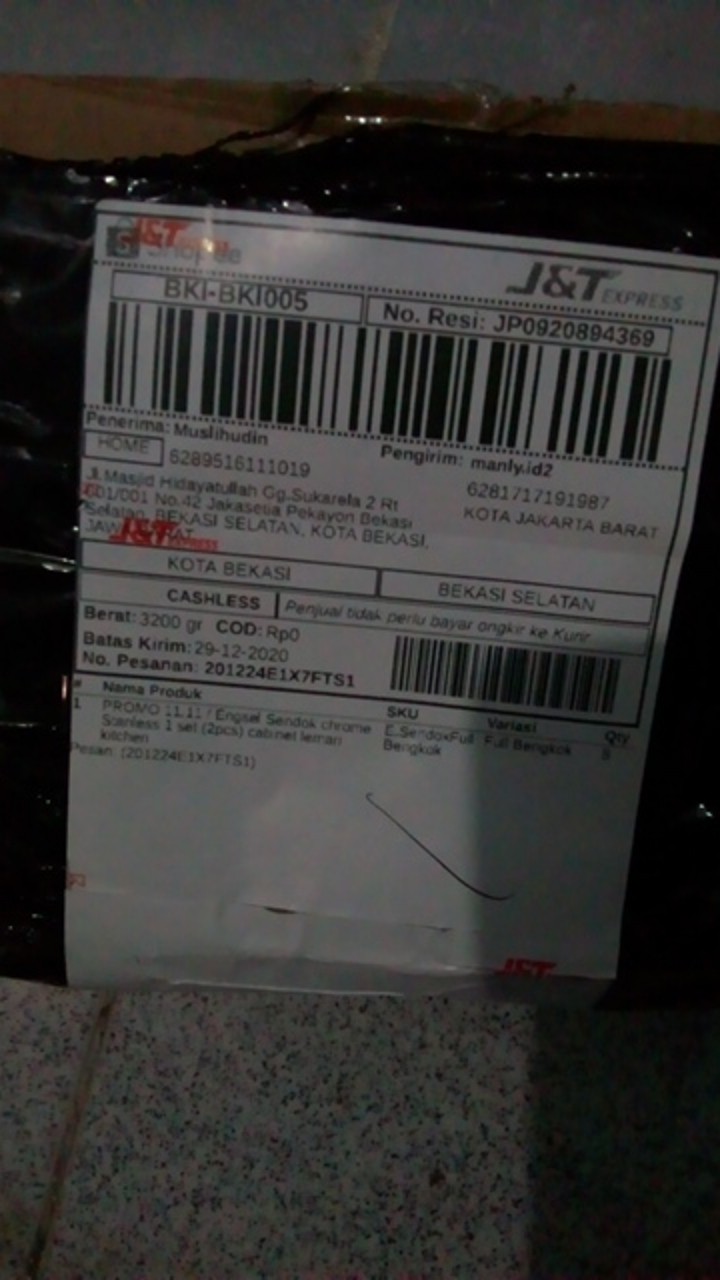 J&T
Shopee
J&T EXPRESS
BKI-BKI005
No. Resi: JP0920894369
Penerima: Muslihudin
Pengirim: manly.id2
HOME
6289516111019
6281717191987
KOTA JAKARTA BARAT
Jl.Masjid Hidayatullah Gg.Sukarela 2 Rt
001/001 No.42 Jakasetia Pekayon Bekasi
Selatan, BEKASI SELATAN, KOTA BEKASI,
JAWA
J&T EXPRESS
KOTA BEKASI
BEKASI SELATAN
CASHLESS
Penjual tidak perlu bayar ongkir ke Kurir
Berat: 3200 gr COD: Rp0
Batas Kirim: 29-12-2020
No. Pesanan: 201224E1X7FTS1
# Nama Produk SKU Variasi Qty
1 PROMO 11.11 / Engsel Sendok chrome
Stanless 1 set (2pcs) cabinet lemari
kitchen
E.SendokFull
Bengkok
Full Bengkok
Pesan: (201224E1X7FTS1)
J&T